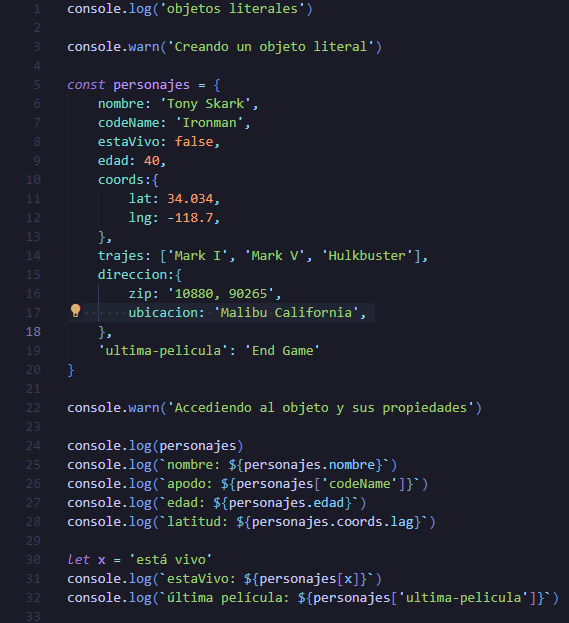 1 console.log('objetos literales')
2
3 console.warn('Creando un objeto literal')
4
5 const personajes = {
6     nombre: 'Tony Skark',
7     codeName: 'Ironman',
8     estaVivo: false,
9     edad: 40,
10     coords:{
11         lat: 34.034,
12         lng: -118.7,
13     },
14     trajes: ['Mark I', 'Mark V', 'Hulkbuster'],
15     direccion:{
16         zip: '10880, 90265',
17         ubicacion: 'Malibu California',
18     },
19     'ultima-pelicula': 'End Game'
20 }
21
22 console.warn('Accediendo al objeto y sus propiedades')
23
24 console.log(personajes)
25 console.log(`nombre: ${personajes.nombre}`)
26 console.log(`apodo: ${personajes['codeName']}`)
27 console.log(`edad: ${personajes.edad}`)
28 console.log(`latitud: ${personajes.coords.lag}`)
29
30 let x = 'está vivo'
31 console.log(`estaVivo: ${personajes[x]}`)
32 console.log(`última película: ${personajes['ultima-pelicula']}`)
33